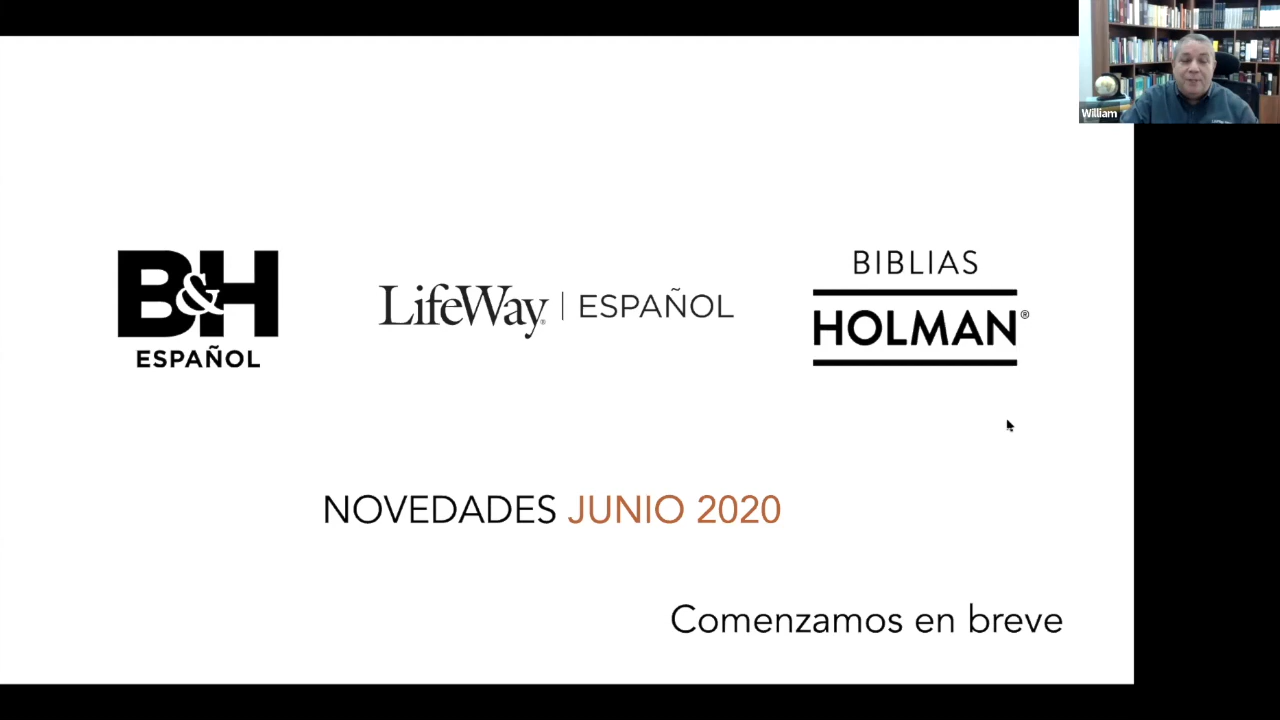 William
B&H
ESPAÑOL
LifeWay® | ESPAÑOL
BIBLIAS
HOLMAN®
NOVEDADES JUNIO 2020
Comenzamos en breve